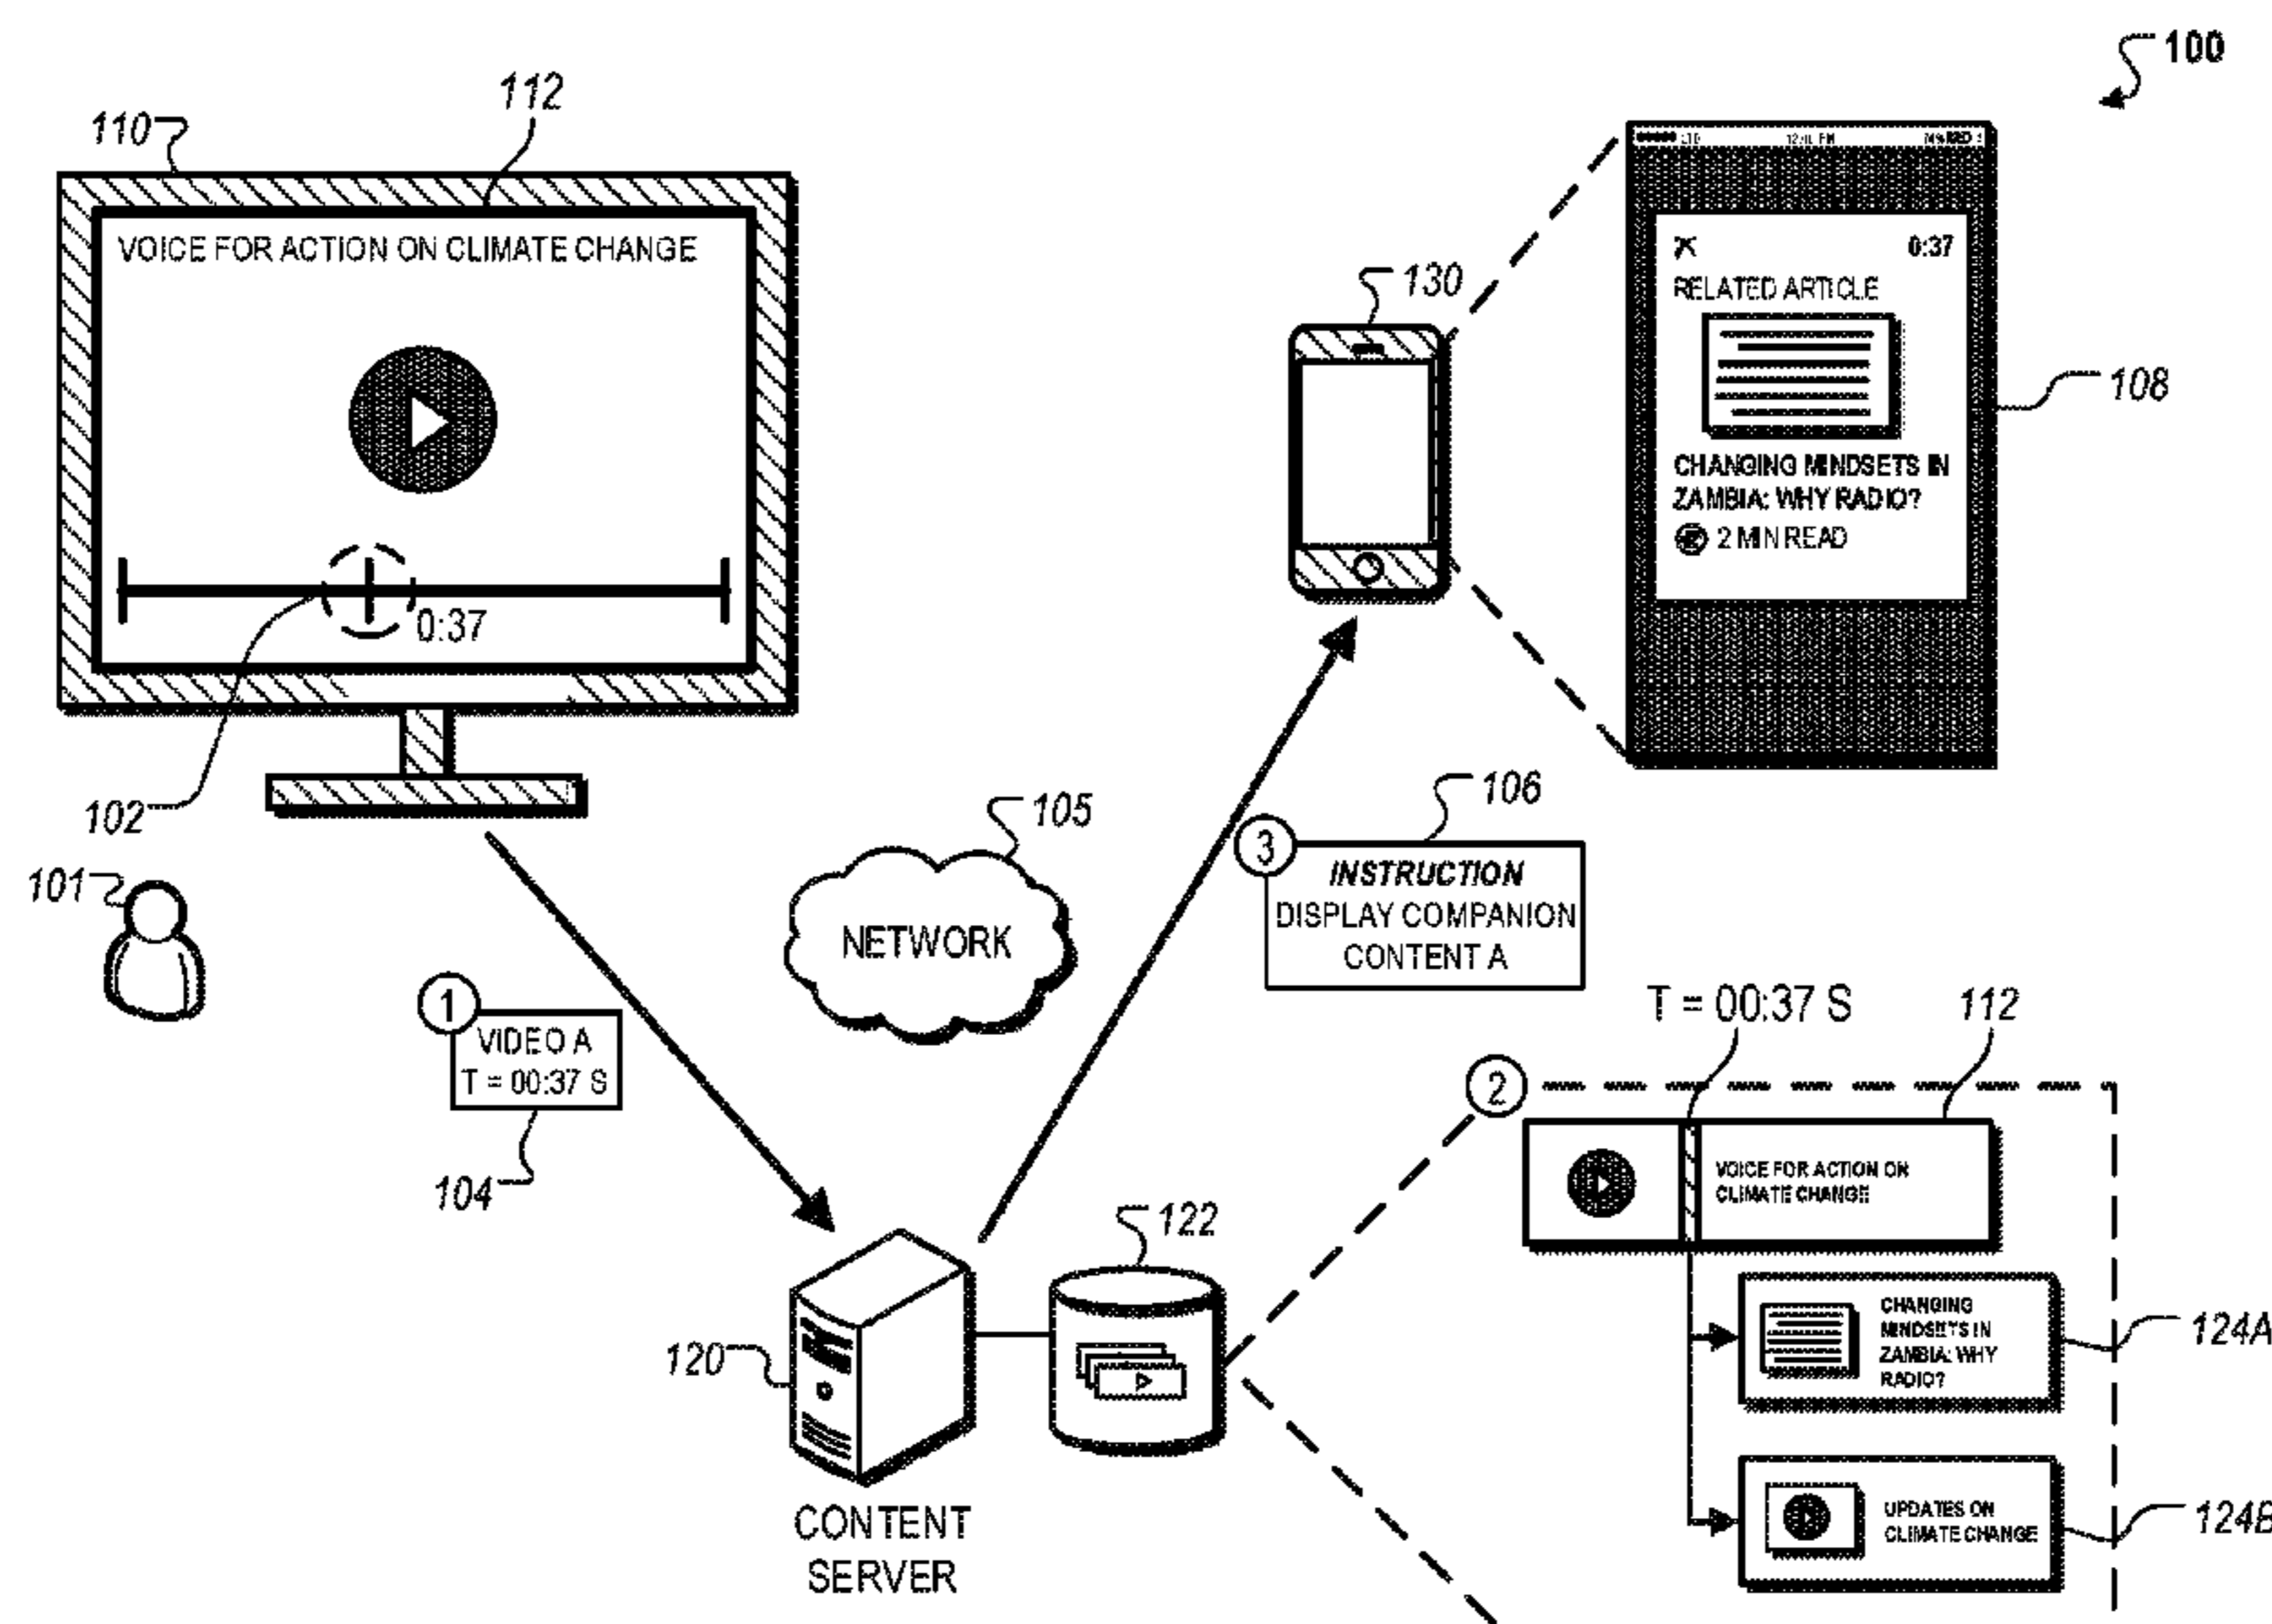 100
112
110
VOICE FOR ACTION ON CLIMATE CHANGE
0:37
102
101
130
0:37
RELATED ARTICLE
CHANGING MINDSETS IN
ZAMBIA: WHY RADIO?
2 MIN READ
108
105
NETWORK
106
3
INSTRUCTION
DISPLAY COMPANION
CONTENT A
1
VIDEO A
T = 00:37 S
104
T = 00:37 S
112
2
VOICE FOR ACTION ON
CLIMATE CHANGE
122
120
CONTENT
SERVER
CHANGING
MINDSETS IN
ZAMBIA: WHY
RADIO?
124A
UPDATES ON
CLIMATE CHANGE
124B